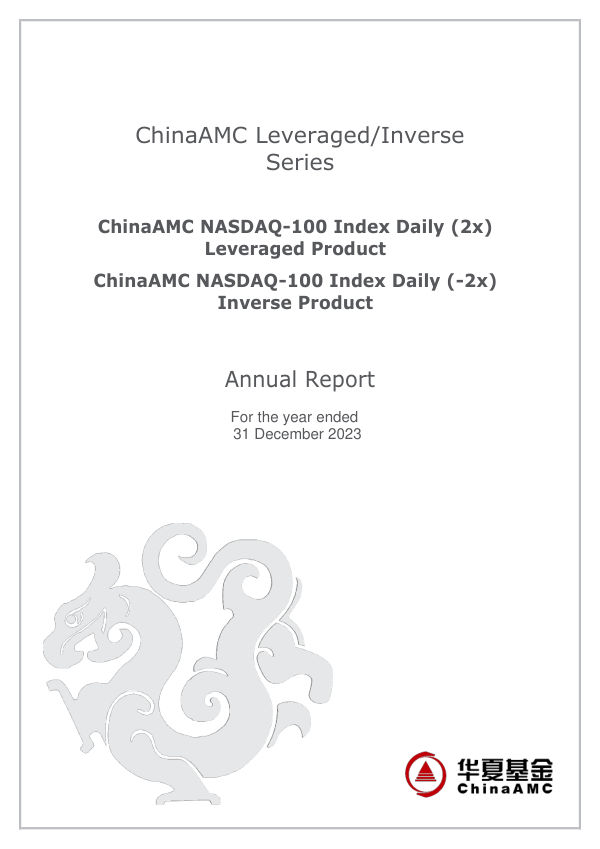 ChinaAMC Leveraged/Inverse
Series
ChinaAMC NASDAQ-100 Index Daily (2x)
Leveraged Product
ChinaAMC NASDAQ-100 Index Daily (-2x)
Inverse Product
Annual Report
For the year ended
31 December 2023
华夏基金
ChinaAMC